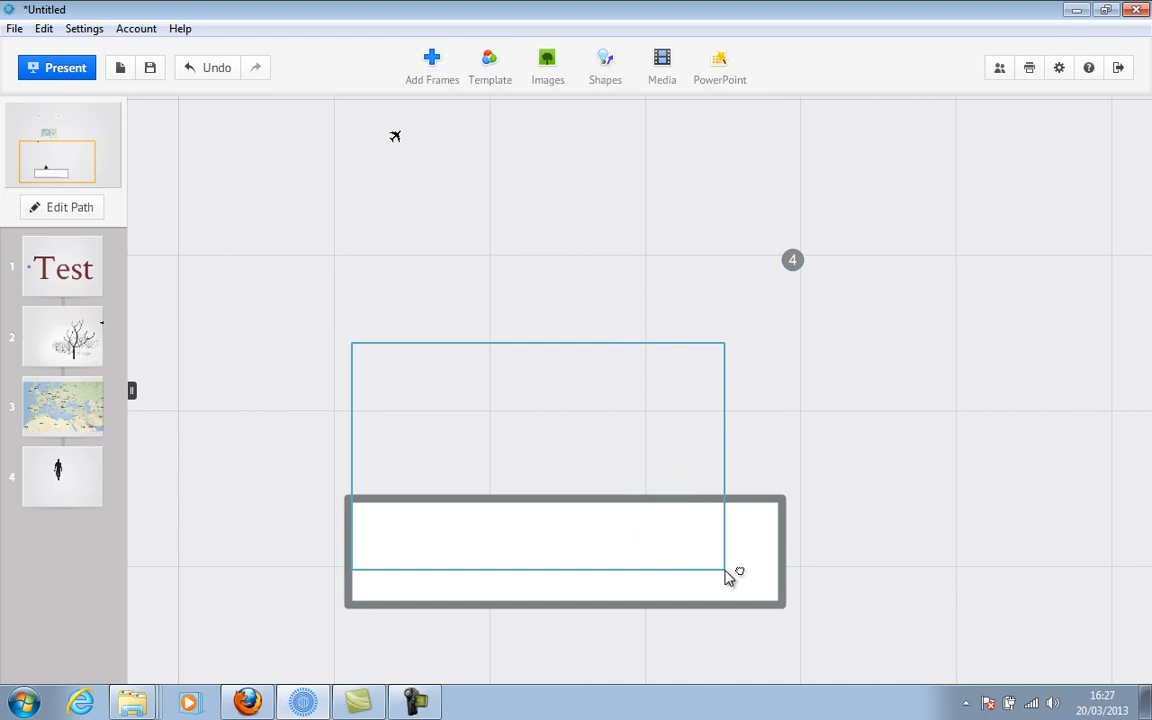 *Untitled
File Edit Settings Account Help
Present Undo Add Frames Template Images Shapes Media PowerPoint
Edit Path
1 Test
2
3
4
4
16:27
20/03/2013